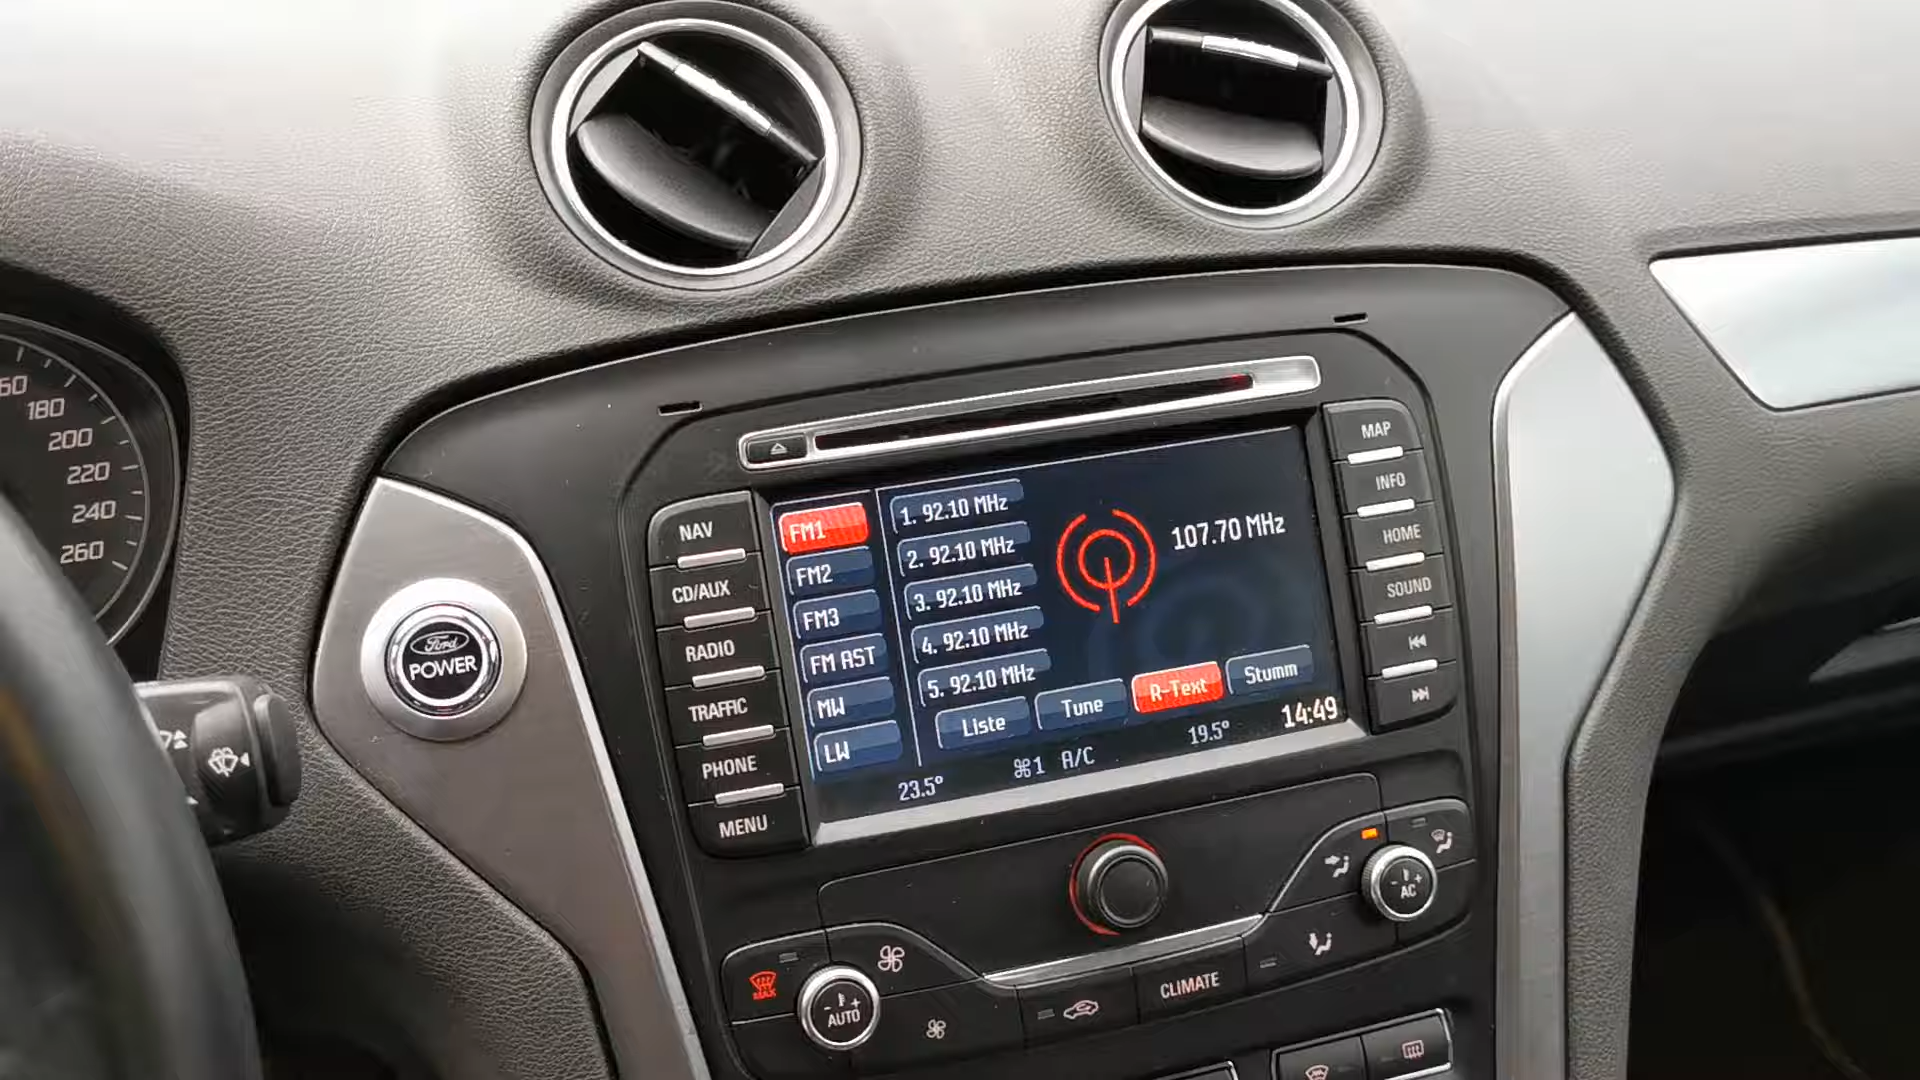 60
180
200
220
240
260
Ford
POWER
NAV
CD/AUX
RADIO
TRAFFIC
PHONE
MENU
FM1
FM2
FM3
FM AST
MW
LW
1. 92.10 MHz
2. 92.10 MHz
3. 92.10 MHz
4. 92.10 MHz
5. 92.10 MHz
107.70 MHz
Liste
Tune
R-Text
Stumm
23.5°
1 A/C
19.5°
14:49
MAP
INFO
HOME
SOUND
MAX
- +
AUTO
CLIMATE
- +
AC